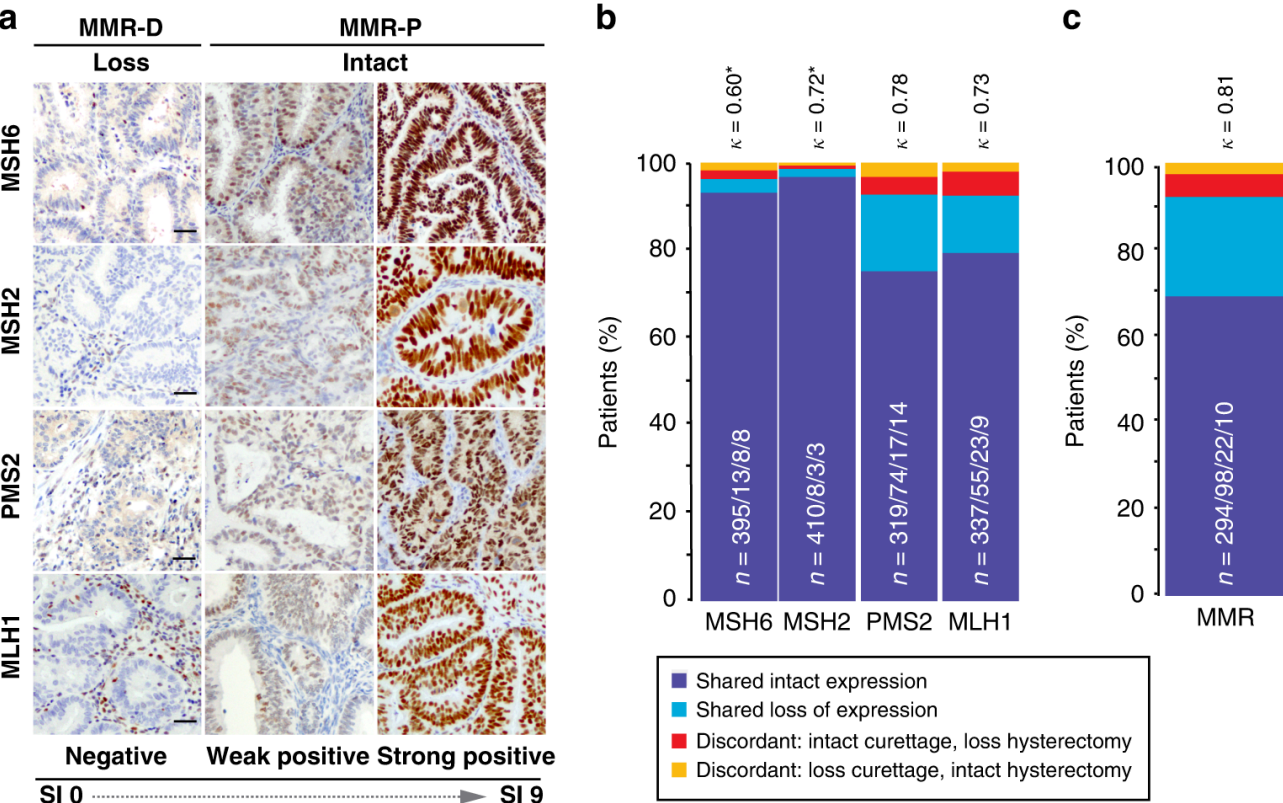 a
MMR-D
MMR-P
Loss
Intact
MSH6
MSH2
PMS2
MLH1
Negative
Weak positive
Strong positive
SI 0
SI 9
b
κ = 0.60*
κ = 0.72*
κ = 0.78
κ = 0.73
Patients (%)
100
80
60
40
20
0
n = 395/13/8/8
n = 410/8/3/3
n = 319/74/17/14
n = 337/55/23/9
MSH6
MSH2
PMS2
MLH1
c
κ = 0.81
Patients (%)
100
80
60
40
20
0
n = 294/98/22/10
MMR
Shared intact expression
Shared loss of expression
Discordant: intact curettage, loss hysterectomy
Discordant: loss curettage, intact hysterectomy